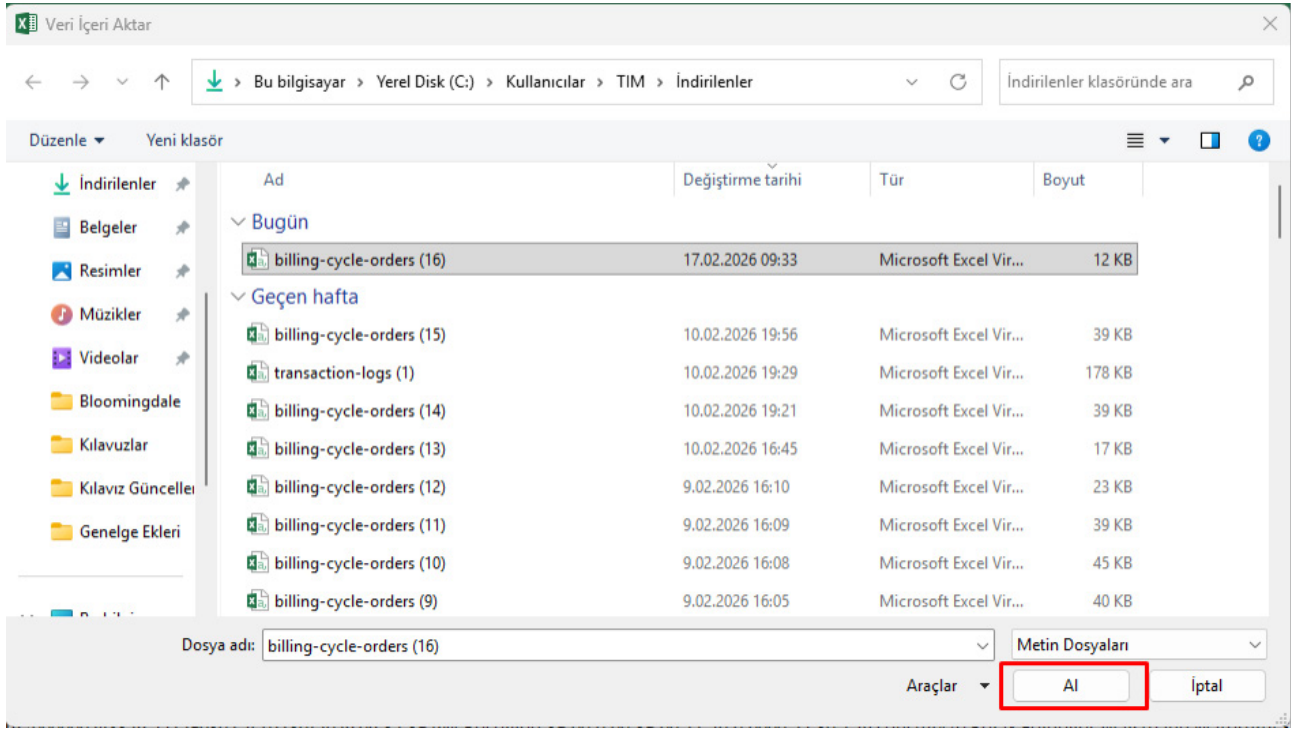 Veri İçeri Aktar
Bu bilgisayar > Yerel Disk (C:) > Kullanıcılar > TIM > İndirilenler
İndirilenler klasöründe ara
Düzenle Yeni klasör
İndirilenler
Belgeler
Resimler
Müzikler
Videolar
Bloomingdale
Kılavuzlar
Kılavız Güncelle
Genelge Ekleri
Ad Değiştirme tarihi Tür Boyut
Bugün
billing-cycle-orders (16) 17.02.2026 09:33 Microsoft Excel Vir... 12 KB
Geçen hafta
billing-cycle-orders (15) 10.02.2026 19:56 Microsoft Excel Vir... 39 KB
transaction-logs (1) 10.02.2026 19:29 Microsoft Excel Vir... 178 KB
billing-cycle-orders (14) 10.02.2026 19:21 Microsoft Excel Vir... 39 KB
billing-cycle-orders (13) 10.02.2026 16:45 Microsoft Excel Vir... 17 KB
billing-cycle-orders (12) 9.02.2026 16:10 Microsoft Excel Vir... 23 KB
billing-cycle-orders (11) 9.02.2026 16:09 Microsoft Excel Vir... 39 KB
billing-cycle-orders (10) 9.02.2026 16:08 Microsoft Excel Vir... 45 KB
billing-cycle-orders (9) 9.02.2026 16:05 Microsoft Excel Vir... 40 KB
Dosya adı: billing-cycle-orders (16) Metin Dosyaları
Araçlar Al İptal